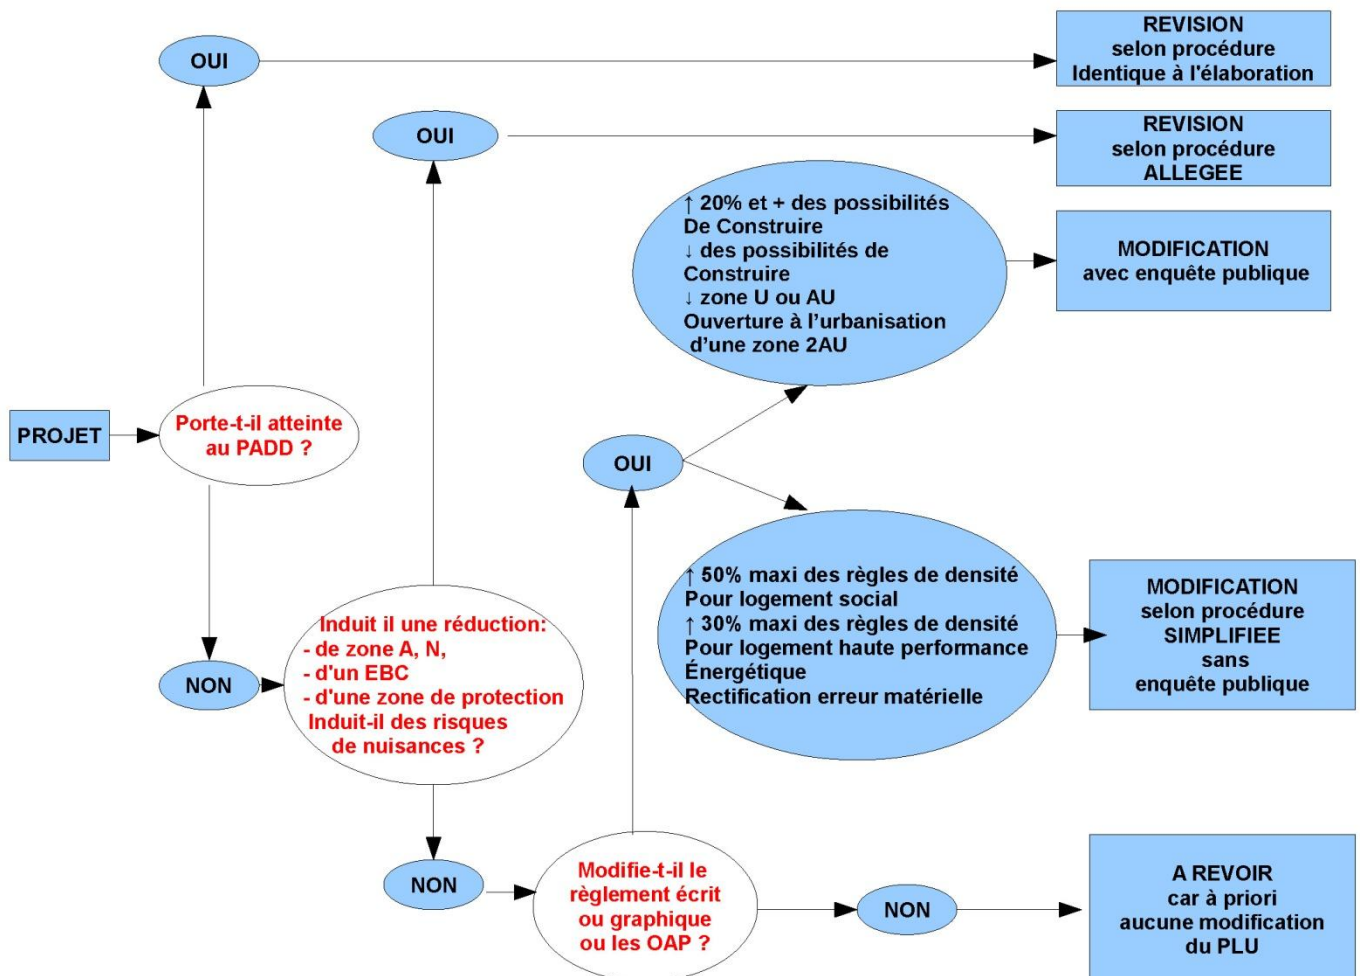 OUI
REVISION
selon procédure
Identique à l'élaboration
OUI
REVISION
selon procédure
ALLEGEE
↑ 20% et + des possibilités
De Construire
↓ des possibilités de
Construire
↓ zone U ou AU
Ouverture à l’urbanisation
d’une zone 2AU
MODIFICATION
avec enquête publique
PROJET
Porte-t-il atteinte
au PADD ?
OUI
↑ 50% maxi des règles de densité
Pour logement social
↑ 30% maxi des règles de densité
Pour logement haute performance
Énergétique
Rectification erreur matérielle
MODIFICATION
selon procédure
SIMPLIFIEE
sans
enquête publique
NON
Induit il une réduction:
- de zone A, N,
- d'un EBC
- d'une zone de protection
Induit-il des risques
de nuisances ?
NON
Modifie-t-il le
règlement écrit
ou graphique
ou les OAP ?
NON
A REVOIR
car à priori
aucune modification
du PLU